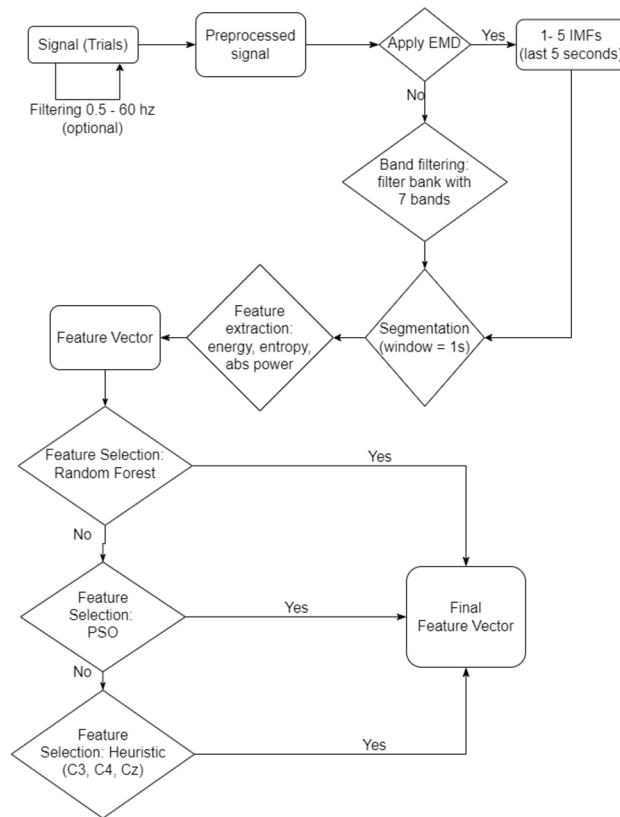 Signal (Trials)
Filtering 0.5 - 60 hz
(optional)
Preprocessed
signal
Apply EMD
Yes
1- 5 IMFs
(last 5 seconds)
No
Band filtering:
filter bank with
7 bands
Segmentation
(window = 1s)
Feature
extraction:
energy, entropy,
abs power
Feature Vector
Feature Selection:
Random Forest
Yes
No
Feature
Selection:
PSO
Yes
Final
Feature Vector
No
Feature
Selection: Heuristic
(C3, C4, Cz)
Yes